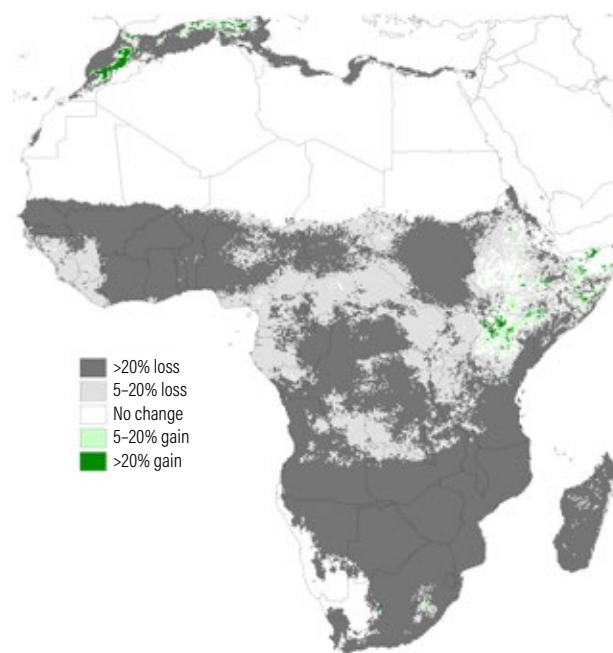 >20% loss
5–20% loss
No change
5–20% gain
>20% gain